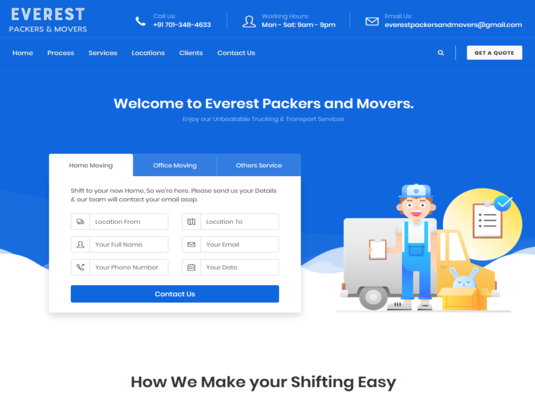 EVEREST
PACKERS & MOVERS
Call Us:
+91 701-348-4633
Working Hours:
Mon - Sat: 9am - 9pm
Email Us:
everestpackersandmovers@gmail.com
Home Process Services Locations Clients Contact Us
GET A QUOTE
Welcome to Everest Packers and Movers.
Enjoy our Unbeatable Trucking & Transport Services
Home Moving Office Moving Others Service
Shift to your new Home, So we're here. Please send us your Details
& our team will contact your email asap.
Location From Location To
Your Full Name Your Email
Your Phone Number Your Date
Contact Us
How We Make your Shifting Easy